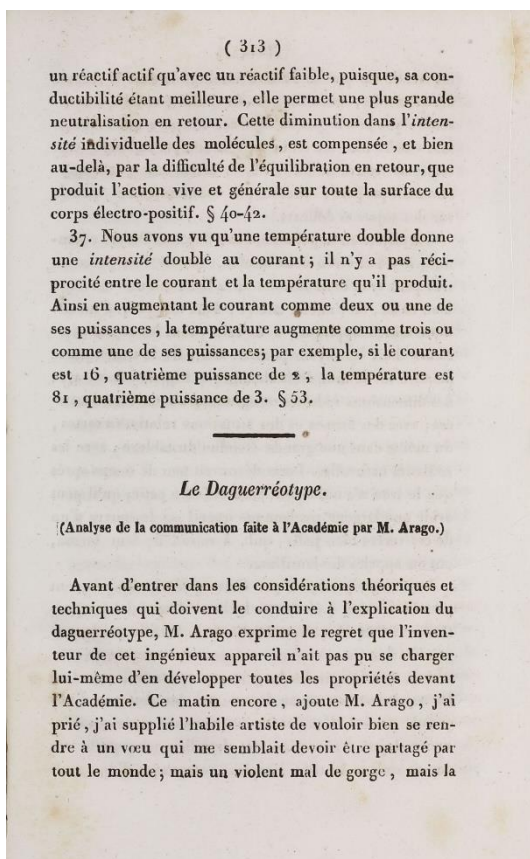 ( 313 )
un réactif actif qu'avec un réactif faible, puisque, sa con-
ductibilité étant meilleure, elle permet une plus grande
neutralisation en retour. Cette diminution dans l'inten-
sité individuelle des molécules, est compensée, et bien
au-delà, par la difficulté de l'équilibration en retour, que
produit l'action vive et générale sur toute la surface du
corps électro-positif. § 40-42.
37. Nous avons vu qu'une température double donne
une intensité double au courant; il n'y a pas réci-
procité entre le courant et la température qu'il produit.
Ainsi en augmentant le courant comme deux ou une de
ses puissances, la température augmente comme trois ou
comme une de ses puissances; par exemple, si le courant
est 16, quatrième puissance de 2, la température est
81, quatrième puissance de 3. § 53.
Le Daguerréotype.
(Analyse de la communication faite à l'Académie par M. Arago.)
Avant d'entrer dans les considérations théoriques et
techniques qui doivent le conduire à l'explication du
daguerréotype, M. Arago exprime le regret que l'inven-
teur de cet ingénieux appareil n'ait pas pu se charger
lui-même d'en développer toutes les propriétés devant
l'Académie. Ce matin encore, ajoute M. Arago, j'ai
prié, j'ai supplié l'habile artiste de vouloir bien se ren-
dre à un vœu qui me semblait devoir être partagé par
tout le monde; mais un violent mal de gorge, mais la